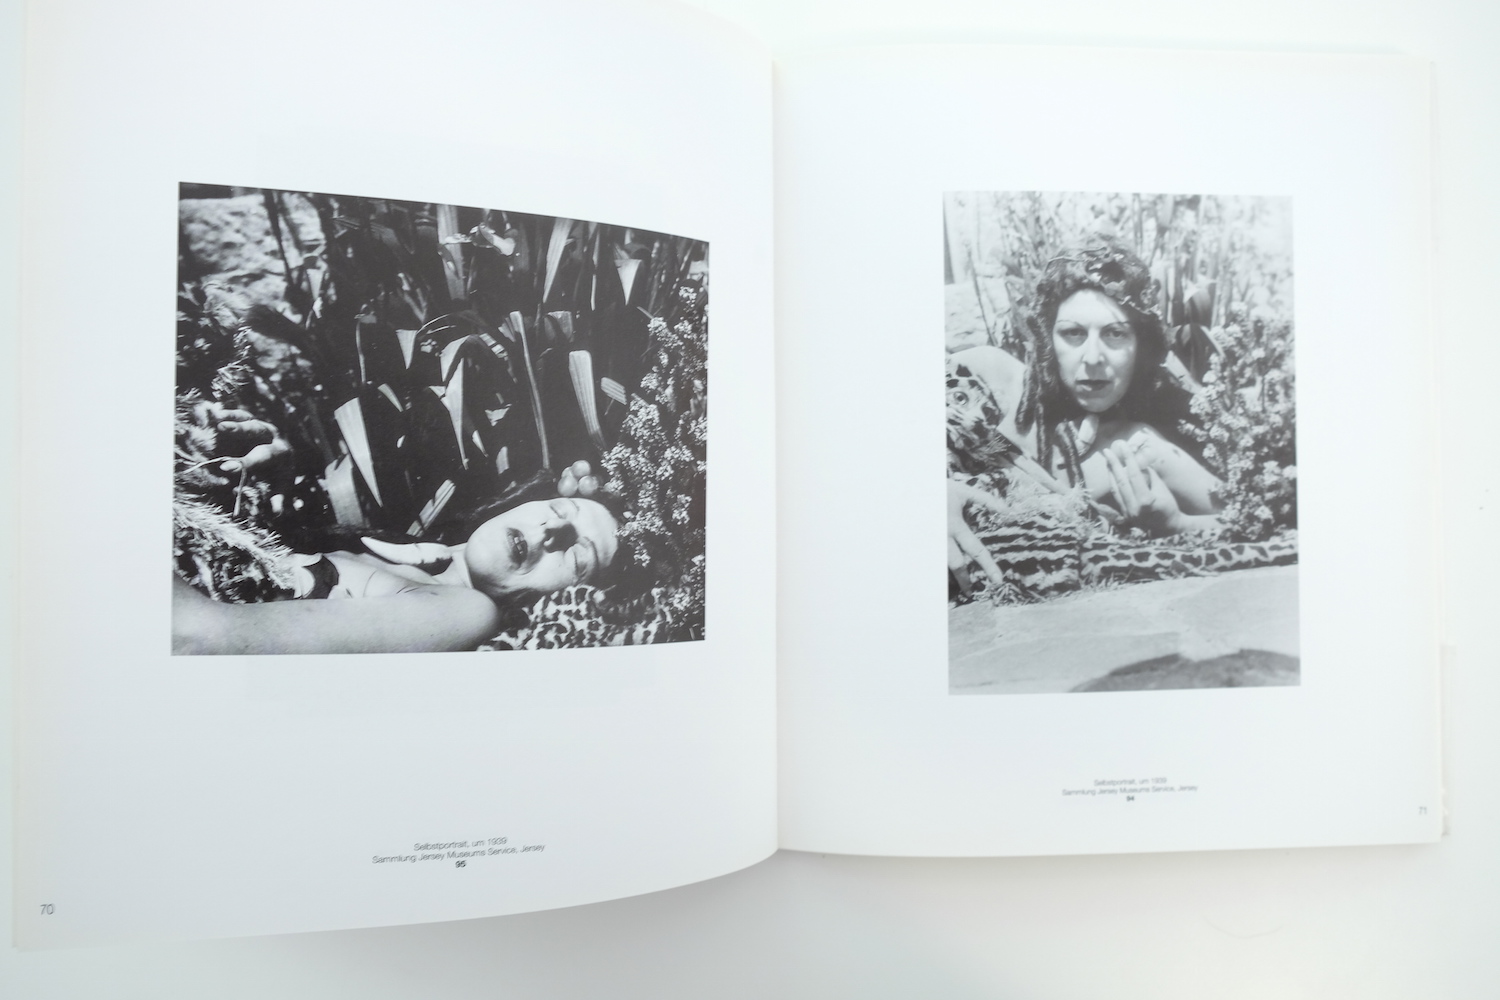 Selbstportrait, um 1939
Sammlung Jersey Museums Service, Jersey
95
70
Selbstportrait, um 1939
Sammlung Jersey Museums Service, Jersey
94
71